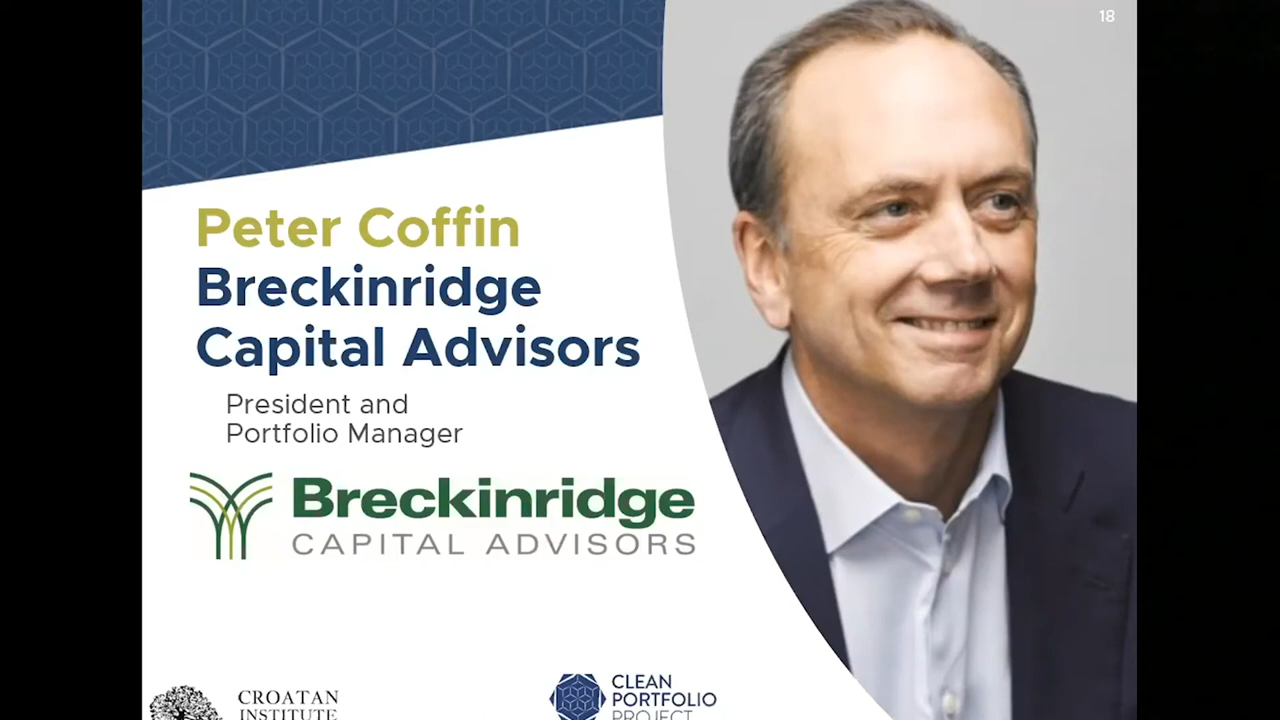 18
Peter Coffin
Breckinridge
Capital Advisors
President and
Portfolio Manager
Breckinridge
CAPITAL ADVISORS
CROATAN
INSTITUTE
CLEAN
PORTFOLIO
PROJECT